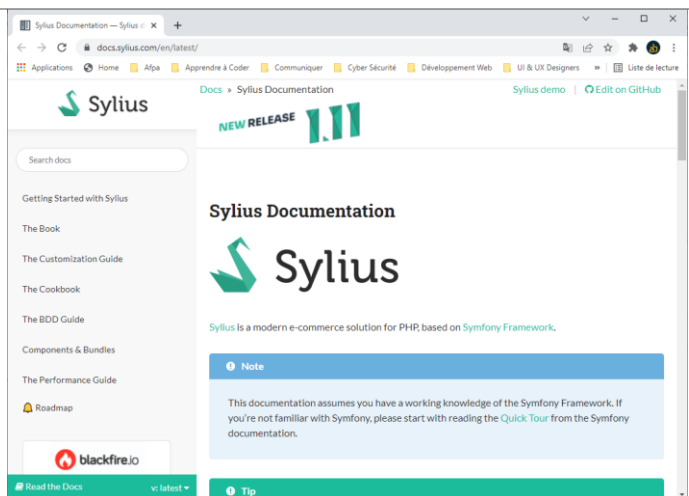 Sylius Documentation — Sylius d
docs.sylius.com/en/latest/
Applications Home Afpa Apprendre à Coder Communiquer Cyber Sécurité Développement Web UI & UX Designers » Liste de lecture
Sylius
Docs » Sylius Documentation
Sylius demo | Edit on GitHub
NEW RELEASE 1.11
Search docs
Getting Started with Sylius
The Book
The Customization Guide
The Cookbook
The BDD Guide
Components & Bundles
The Performance Guide
Roadmap
blackfire.io
Read the Docs v: latest
Sylius Documentation
Sylius
Sylius is a modern e-commerce solution for PHP, based on Symfony Framework.
Note
This documentation assumes you have a working knowledge of the Symfony Framework. If
you're not familiar with Symfony, please start with reading the Quick Tour from the Symfony
documentation.
Tip